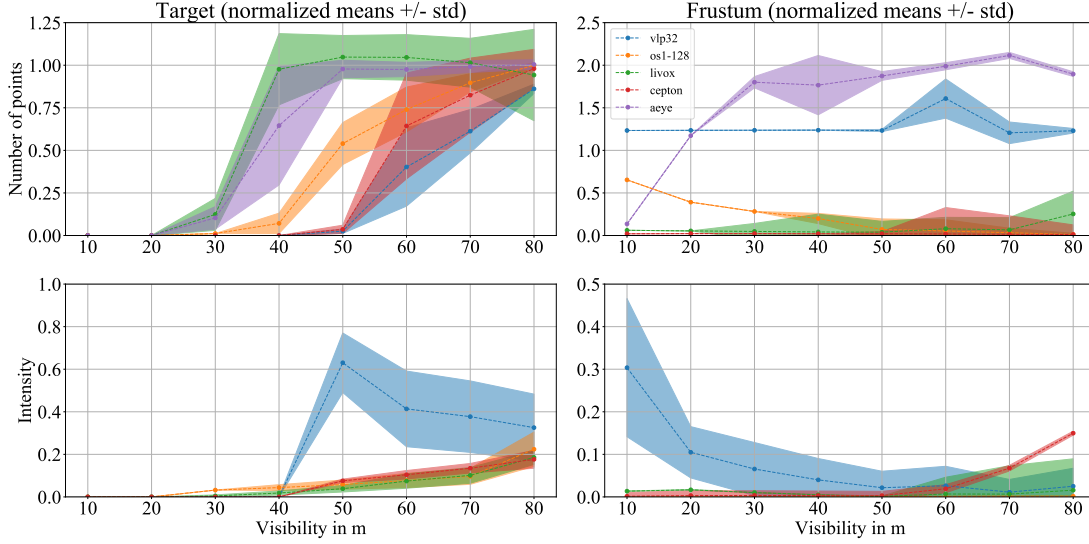 Target (normalized means +/- std)
Number of points
1.25
1.00
0.75
0.50
0.25
0.00
10 20 30 40 50 60 70 80
Frustum (normalized means +/- std)
2.5
2.0
1.5
1.0
0.5
0.0
vlp32
os1-128
livox
cepton
aeye
10 20 30 40 50 60 70 80
Intensity
1.0
0.8
0.6
0.4
0.2
0.0
10 20 30 40 50 60 70 80
Visibility in m
0.5
0.4
0.3
0.2
0.1
0.0
10 20 30 40 50 60 70 80
Visibility in m